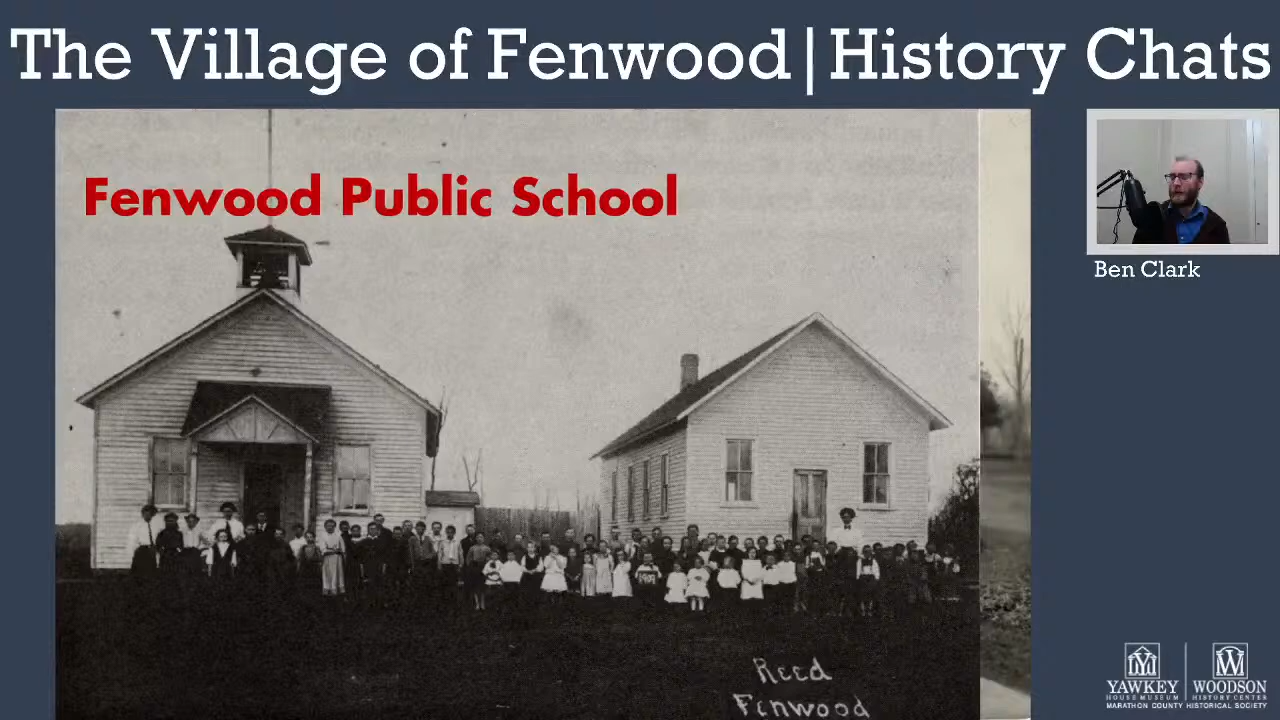 The Village of Fenwood|History Chats
Fenwood Public School
Ben Clark
Reed
Fenwood
YAWKEY
HOUSE MUSEUM
WOODSON
HISTORY CENTER
MARATHON COUNTY HISTORICAL SOCIETY